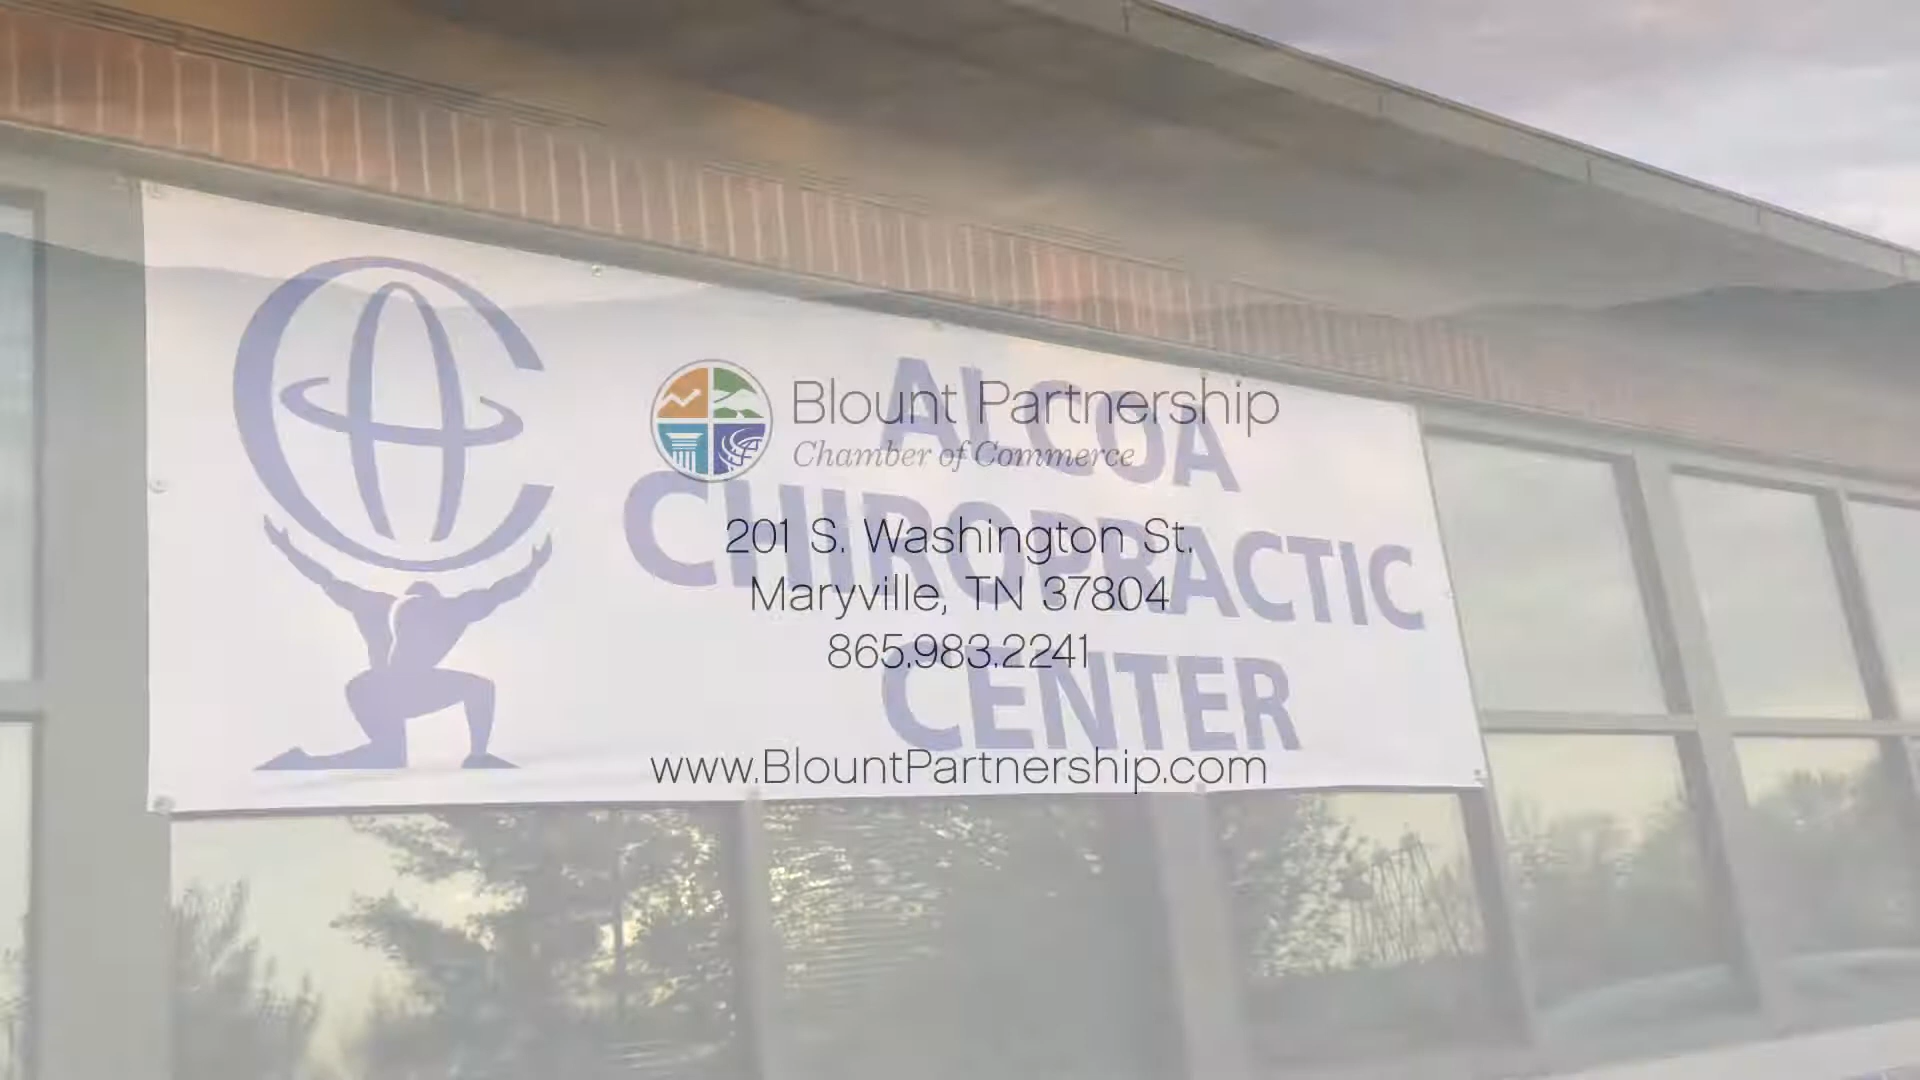 Blount Partnership
Chamber of Commerce
201 S. Washington St.
Maryville, TN 37804
865.983.2241
www.BlountPartnership.com
ALCOA
CHIROPRACTIC
CENTER